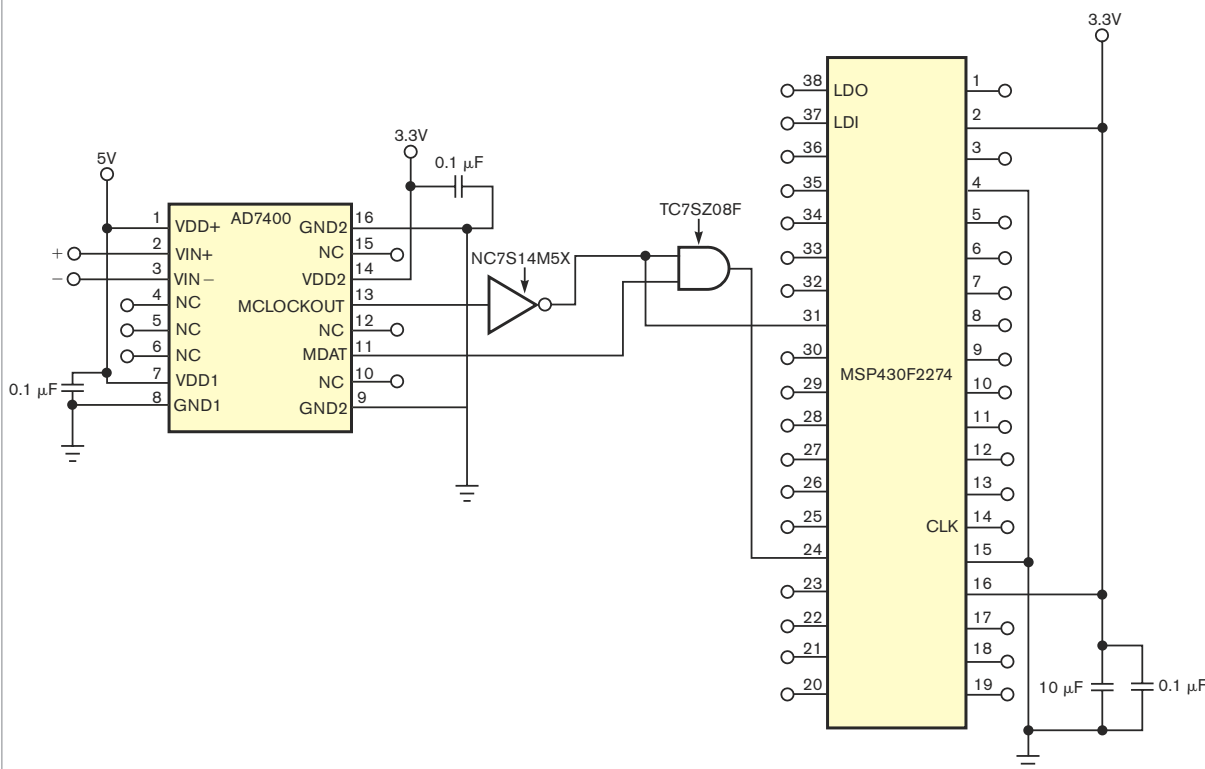 3.3V
38 LDO
1
37 LDI
2
36
3
35
4
34
5
33
6
32
7
31
8
30
9
29
10
28
11
27
12
26
13
25
CLK 14
24
15
23
16
22
17
21
18
20
19
MSP430F2274
10 µF
0.1 µF
TC7SZ08F
NC7S14M5X
3.3V
0.1 µF
5V
AD7400
1 VDD+
GND2 16
+
2 VIN+
NC 15
−
3 VIN−
VDD2 14
4 NC
MCLOCKOUT 13
5 NC
NC 12
6 NC
MDAT 11
7 VDD1
NC 10
8 GND1
GND2 9
0.1 µF